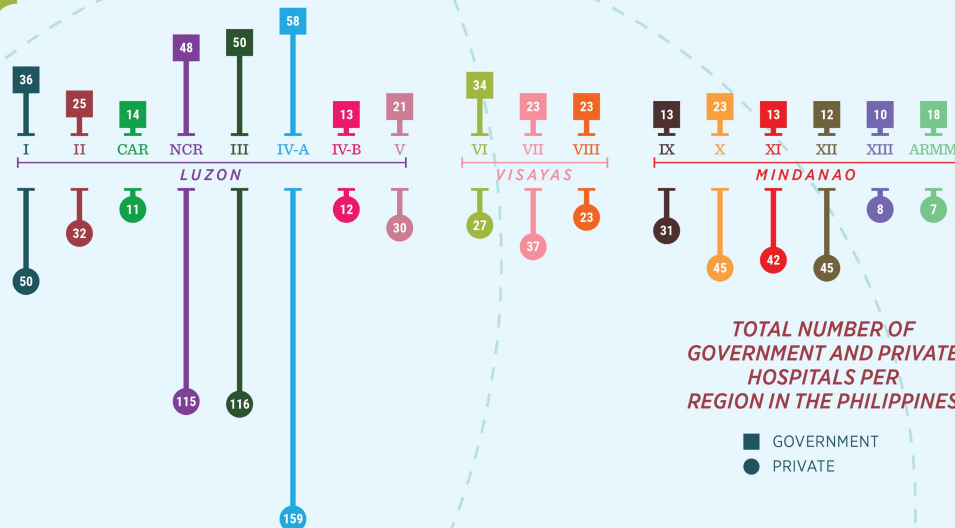 36 25 14 48 50 58 13 21 34 23 23 13 23 13 12 10 18
I II CAR NCR III IV-A IV-B V VI VII VIII IX X XI XII XIII ARMM
LUZON VISAYAS MINDANAO
50 32 11 115 116 159 12 30 27 37 23 31 45 42 45 8 7
TOTAL NUMBER OF
GOVERNMENT AND PRIVATE
HOSPITALS PER
REGION IN THE PHILIPPINES
GOVERNMENT
PRIVATE